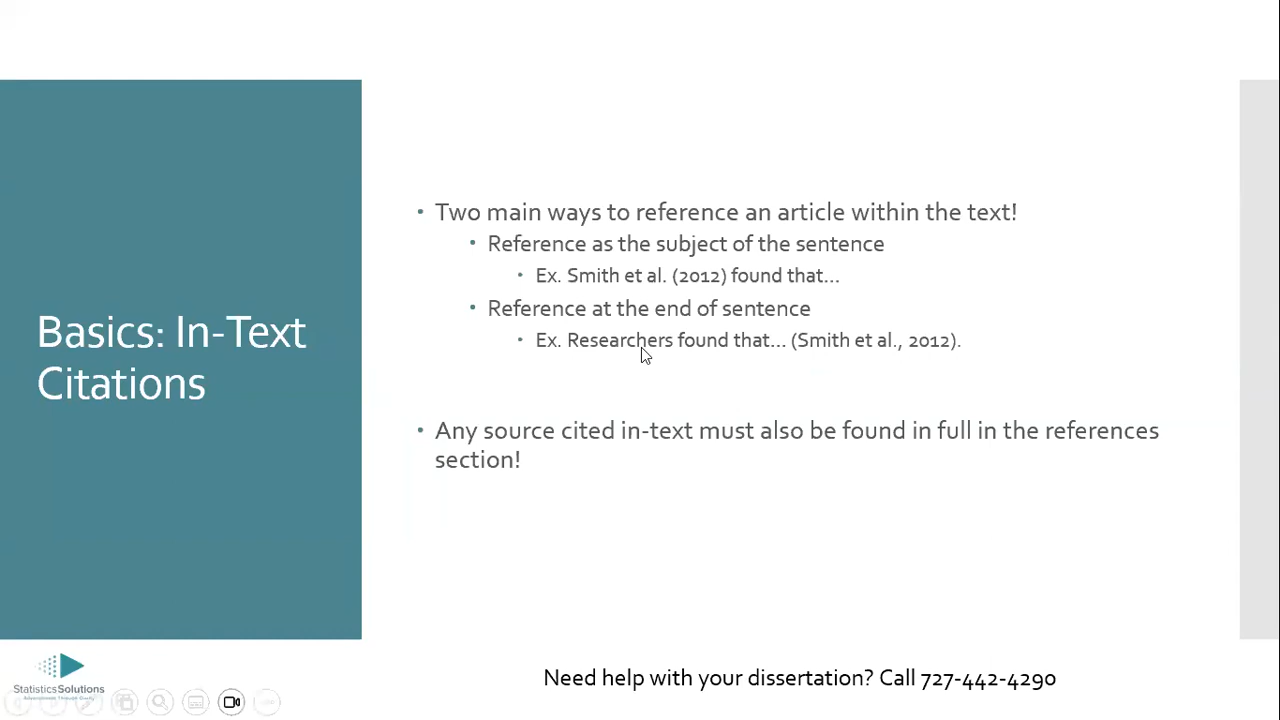 Basics: In-Text
Citations
• Two main ways to reference an article within the text!
• Reference as the subject of the sentence
• Ex. Smith et al. (2012) found that...
• Reference at the end of sentence
• Ex. Researchers found that... (Smith et al., 2012).
• Any source cited in-text must also be found in full in the references
section!
StatisticsSolutions
Need help with your dissertation? Call 727-442-4290